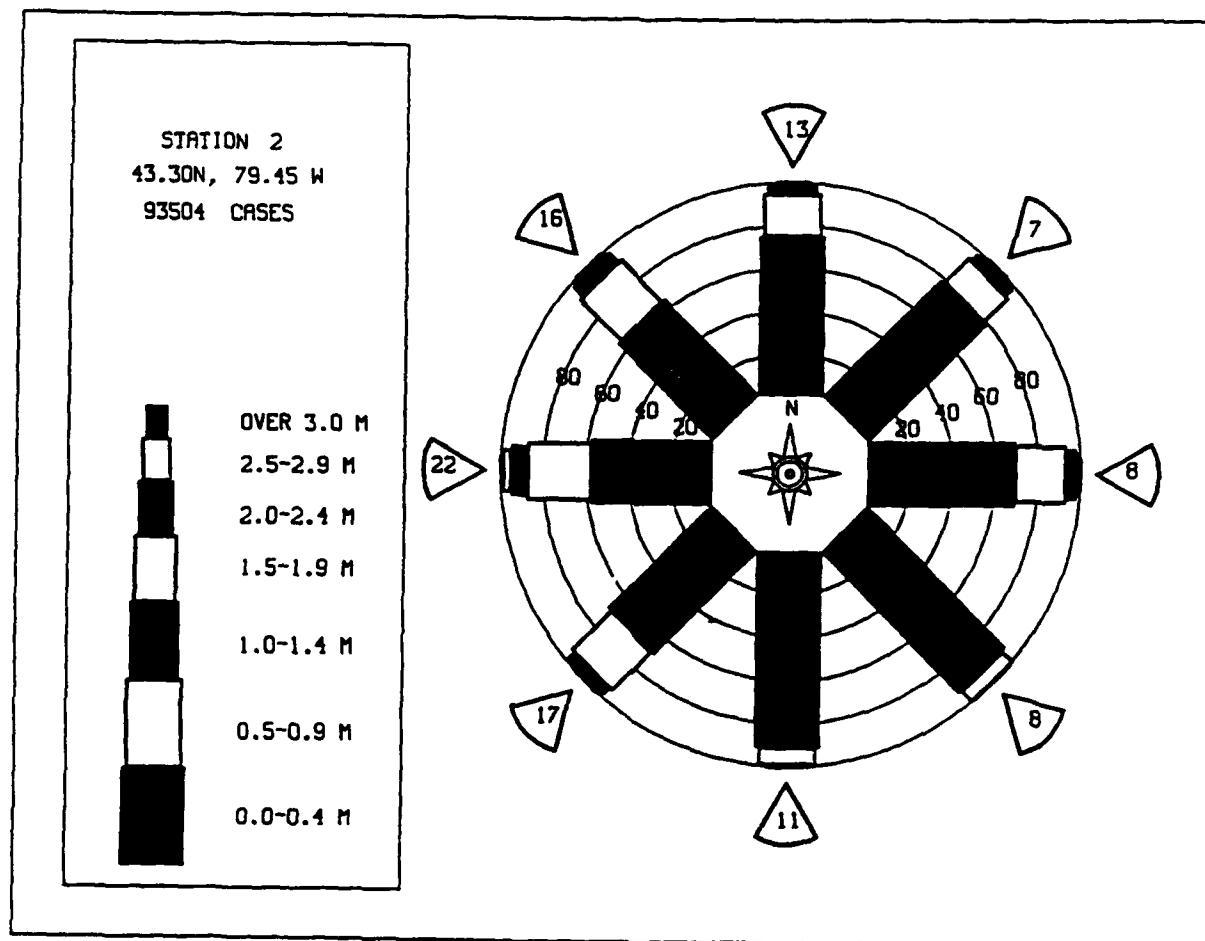 STATION 2
43.30N, 79.45 W
93504 CASES
OVER 3.0 M
2.5-2.9 M
2.0-2.4 M
1.5-1.9 M
1.0-1.4 M
0.5-0.9 M
0.0-0.4 M
13
16
7
80
60
40
20
N
20
40
60
80
22
8
17
8
11